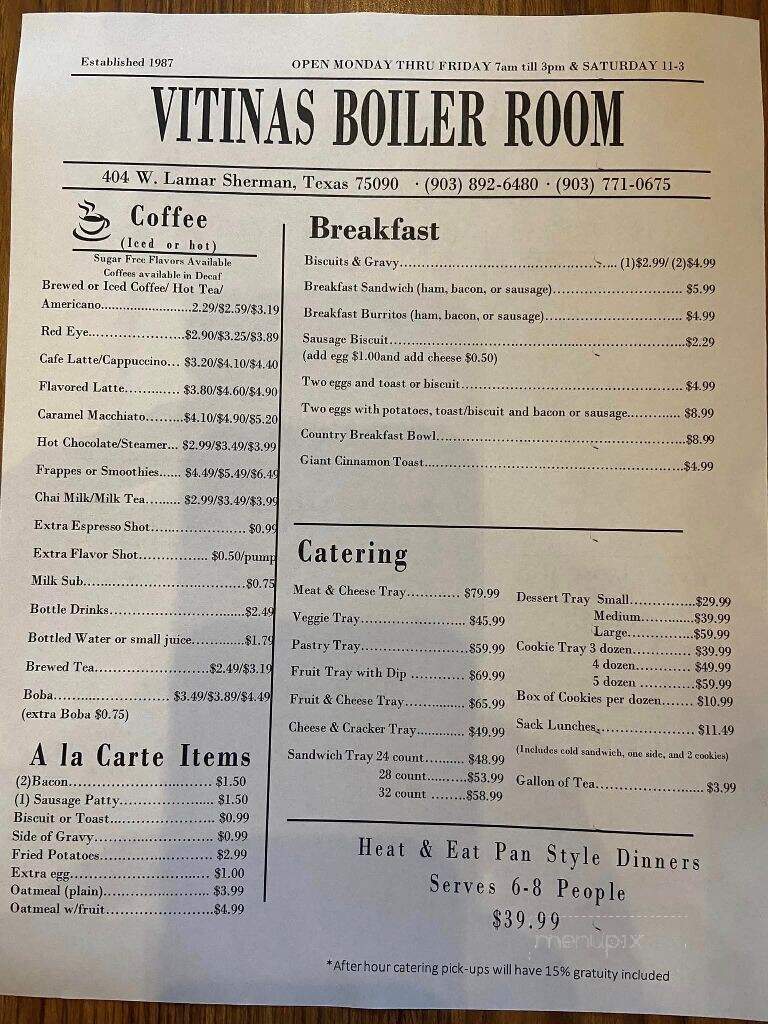 Established 1987
OPEN MONDAY THRU FRIDAY 7am till 3pm & SATURDAY 11-3
VITINAS BOILER ROOM
404 W. Lamar Sherman, Texas 75090 · (903) 892-6480 · (903) 771-0675
Coffee
(Iced or hot)
Sugar Free Flavors Available
Coffees available in Decaf
Brewed or Iced Coffee/ Hot Tea/
Americano........................2.29/$2.59/$3.19
Red Eye......................$2.90/$3.25/$3.89
Cafe Latte/Cappuccino... $3.20/$4.10/$4.40
Flavored Latte............. $3.80/$4.60/$4.90
Caramel Macchiato.........$4.10/$4.90/$5.20
Hot Chocolate/Steamer... $2.99/$3.49/$3.99
Frappes or Smoothies...... $4.49/$5.49/$6.49
Chai Milk/Milk Tea........ $2.99/$3.49/$3.99
Extra Espresso Shot...................... $0.99
Extra Flavor Shot................ $0.50/pump
Milk Sub.....................................$0.75
Bottle Drinks...............................$2.49
Bottled Water or small juice............$1.79
Brewed Tea..........................$2.49/$3.19
Boba........................... $3.49/$3.89/$4.49
(extra Boba $0.75)
A la Carte Items
(2)Bacon................................. $1.50
(1) Sausage Patty...................... $1.50
Biscuit or Toast........................ $0.99
Side of Gravy........................... $0.99
Fried Potatoes.......................... $2.99
Extra egg................................ $1.00
Oatmeal (plain)........................ $3.99
Oatmeal w/fruit.........................$4.99
Breakfast
Biscuits & Gravy.................................................... (1)$2.99/ (2)$4.99
Breakfast Sandwich (ham, bacon, or sausage)............................... $5.99
Breakfast Burritos (ham, bacon, or sausage)................................ $4.99
Sausage Biscuit.....................................................................$2.29
(add egg $1.00and add cheese $0.50)
Two eggs and toast or biscuit.................................................... $4.99
Two eggs with potatoes, toast/biscuit and bacon or sausage............ $8.99
Country Breakfast Bowl..........................................................$8.99
Giant Cinnamon Toast............................................................$4.99
Catering
Meat & Cheese Tray............ $79.99
Veggie Tray........................ $45.99
Pastry Tray.........................$59.99
Fruit Tray with Dip ............. $69.99
Fruit & Cheese Tray..............$65.99
Cheese & Cracker Tray............ $49.99
Sandwich Tray 24 count......... $48.99
28 count..........$53.99
32 count ........$58.99
Dessert Tray Small...............$29.99
Medium............$39.99
Large...............$59.99
Cookie Tray 3 dozen............. $39.99
4 dozen............ $49.99
5 dozen ............$59.99
Box of Cookies per dozen....... $10.99
Sack Lunches....................... $11.49
(Includes cold sandwich, one side, and 2 cookies)
Gallon of Tea........................ $3.99
Heat & Eat Pan Style Dinners
Serves 6-8 People
$39.99
menupix
*After hour catering pick-ups will have 15% gratuity included